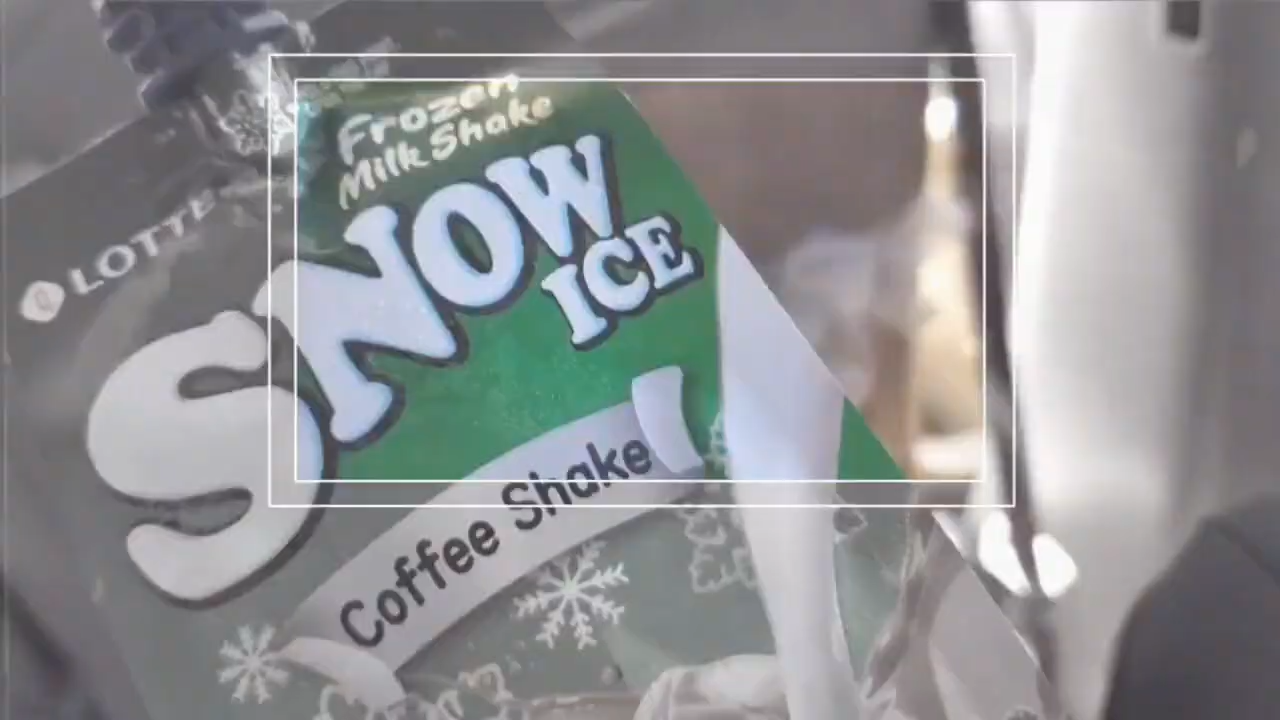 Frozen
Milk Shake
LOTTE
SNOW
ICE
Coffee Shake